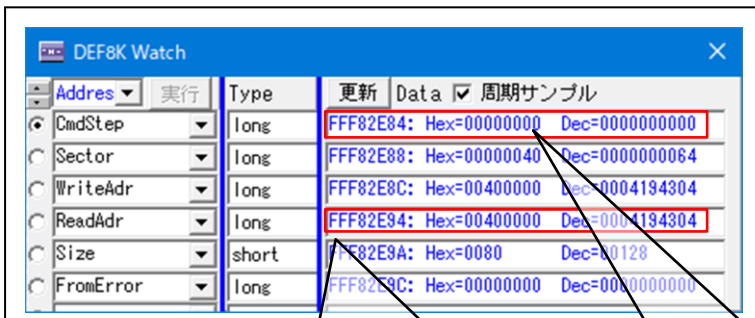 DEF8K Watch
Addres 実行 Type 更新 Data 周期サンプル
CmdStep long FFF82E84: Hex=00000000 Dec=0000000000
Sector long FFF82E88: Hex=00000040 Dec=0000000064
WriteAdr long FFF82E8C: Hex=00400000 Dec=0004194304
ReadAdr long FFF82E94: Hex=00400000 Dec=0004194304
Size short FFF82E9A: Hex=0080 Dec=00128
FromError long FFF82E9C: Hex=00000000 Dec=0000000000